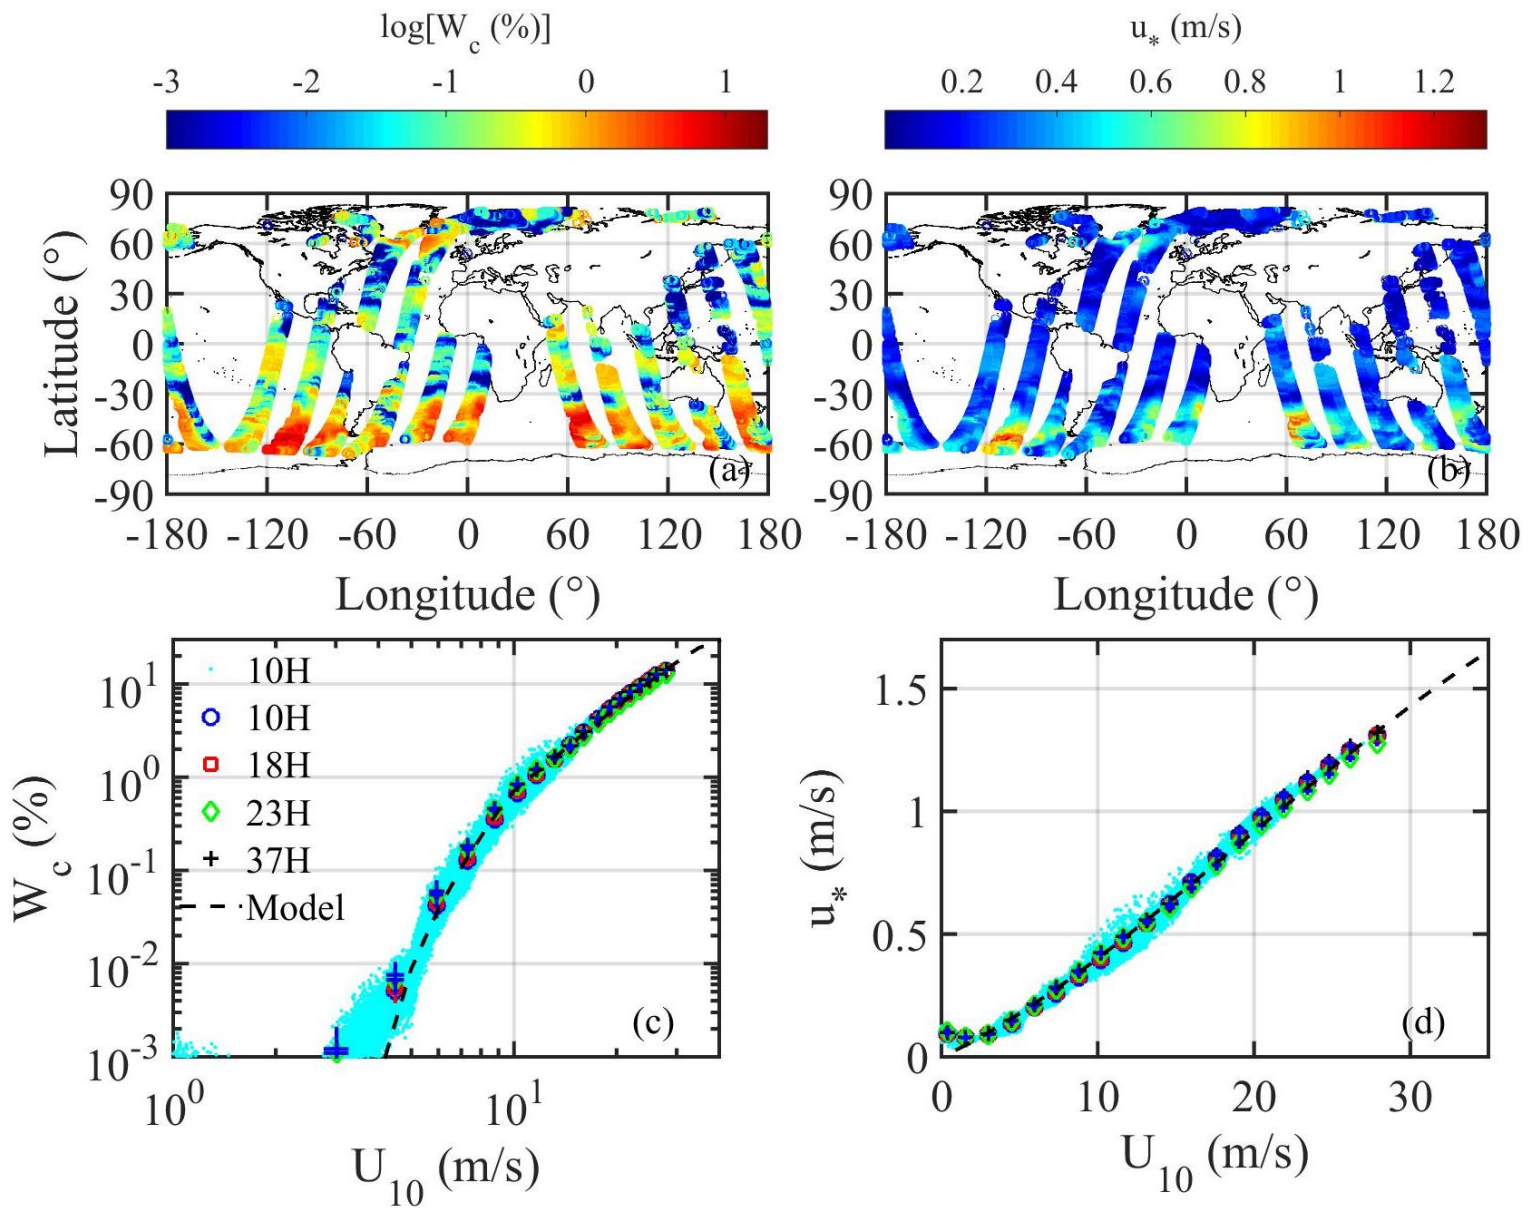 log[W_c (%)]
u_* (m/s)
-3 -2 -1 0 1
0.2 0.4 0.6 0.8 1 1.2
90
60
30
0
-30
-60
-90
Latitude (°)
(a)
-180 -120 -60 0 60 120 180
Longitude (°)
90
60
30
0
-30
-60
-90
(b)
-180 -120 -60 0 60 120 180
Longitude (°)
10^1
10^0
10^-1
10^-2
10^-3
W_c (%)
10H
10H
18H
23H
37H
Model
(c)
10^0 10^1
U_10 (m/s)
1.5
1
0.5
0
u_* (m/s)
(d)
0 10 20 30
U_10 (m/s)